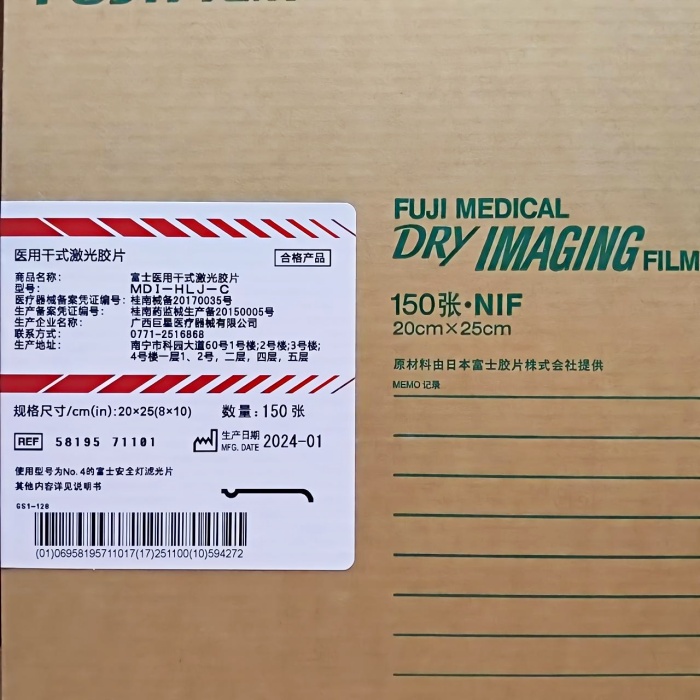 医用干式激光胶片
合格产品
商品名称: 富士医用干式激光胶片
型号: MDI-HLJ-C
医疗器械备案凭证编号: 桂南械备20170035号
生产备案凭证编号: 桂南药监械生产备20150005号
生产企业名称: 广西巨星医疗器械有限公司
联系方式: 0771-2516868
生产地址: 南宁市科园大道60号1号楼;2号楼;3号楼;
4号楼一层1、2号,二层,四层,五层
规格尺寸/cm(in):20×25(8×10) 数量:150 张
REF 58195 71101
生产日期
MFG. DATE 2024-01
使用型号为No.4的富士安全灯滤光片
其他内容详见说明书
GS1-128
(01)06958195711017(17)251100(10)594272
FUJI MEDICAL
DRY IMAGING FILM
150张·NIF
20cm×25cm
原材料由日本富士胶片株式会社提供
MEMO 记录